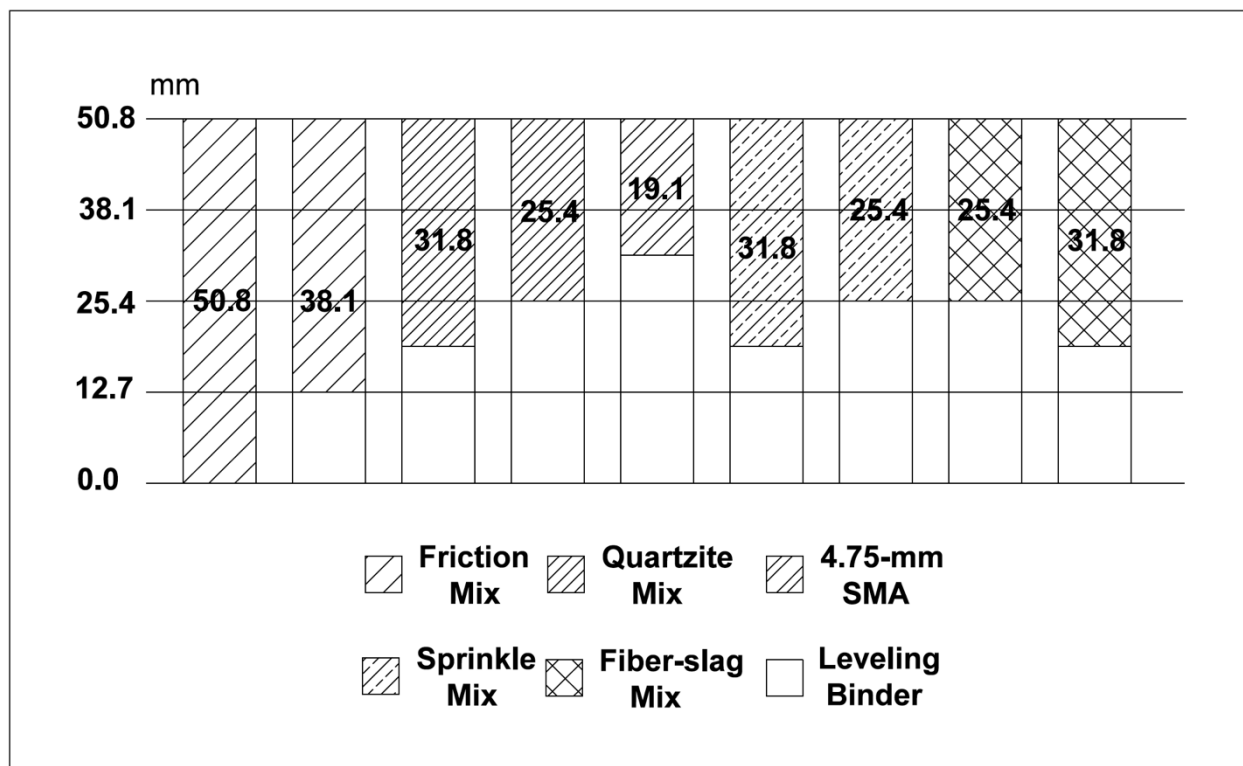 mm
50.8
38.1
25.4
12.7
0.0
50.8
38.1
31.8
25.4
19.1
31.8
25.4
25.4
31.8
Friction
Mix
Quartzite
Mix
4.75-mm
SMA
Sprinkle
Mix
Fiber-slag
Mix
Leveling
Binder